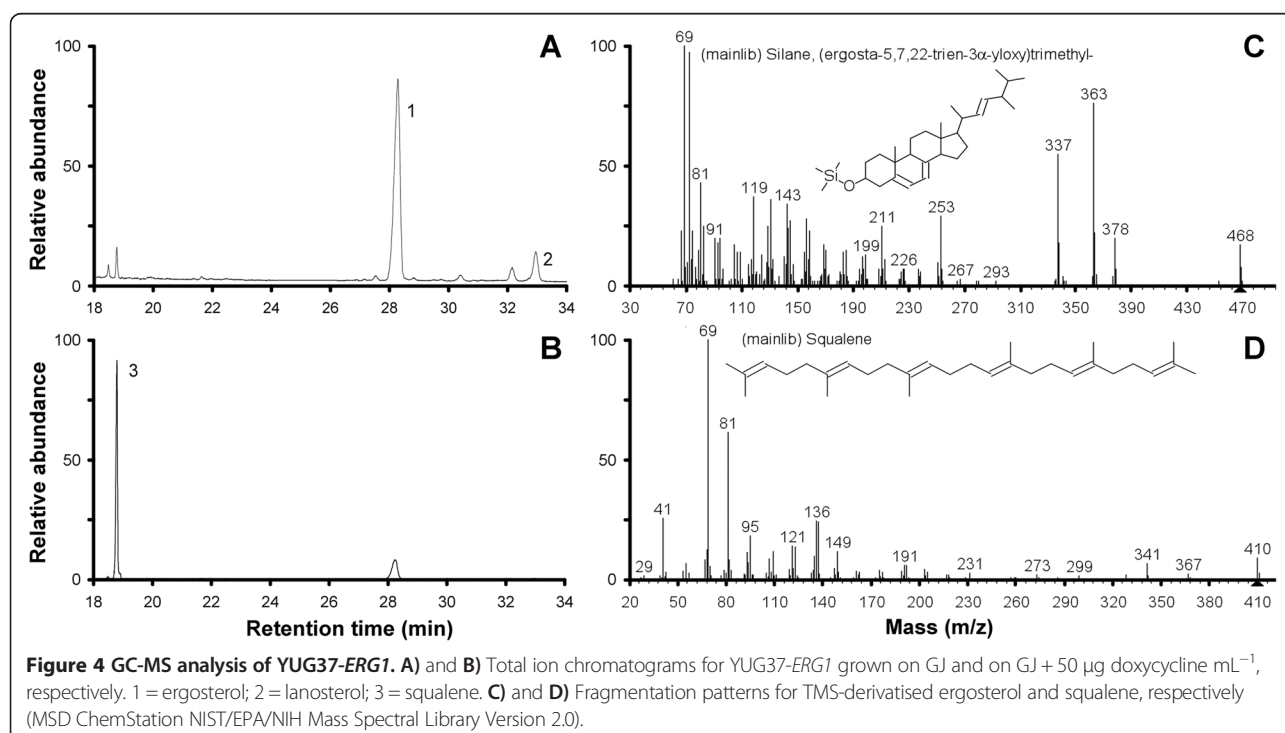 A
100
50
0
Relative abundance
1
2
18 20 22 24 26 28 30 32 34
C
100
50
0
69
(mainlib) Silane, (ergosta-5,7,22-trien-3α-yloxy)trimethyl-
Si
O
81
91
119
143
199
211
226
253
267
293
337
363
378
468
30 70 110 150 190 230 270 310 350 390 430 470
B
100
50
0
Relative abundance
3
18 20 22 24 26 28 30 32 34
Retention time (min)
D
100
50
0
69
(mainlib) Squalene
29
41
81
95
121
136
149
191
231
273
299
341
367
410
20 50 80 110 140 170 200 230 260 290 320 350 380 410
Mass (m/z)
Figure 4 GC-MS analysis of YUG37-ERG1. A) and B) Total ion chromatograms for YUG37-ERG1 grown on GJ and on GJ + 50 μg doxycycline mL⁻¹,
respectively. 1 = ergosterol; 2 = lanosterol; 3 = squalene. C) and D) Fragmentation patterns for TMS-derivatised ergosterol and squalene, respectively
(MSD ChemStation NIST/EPA/NIH Mass Spectral Library Version 2.0).